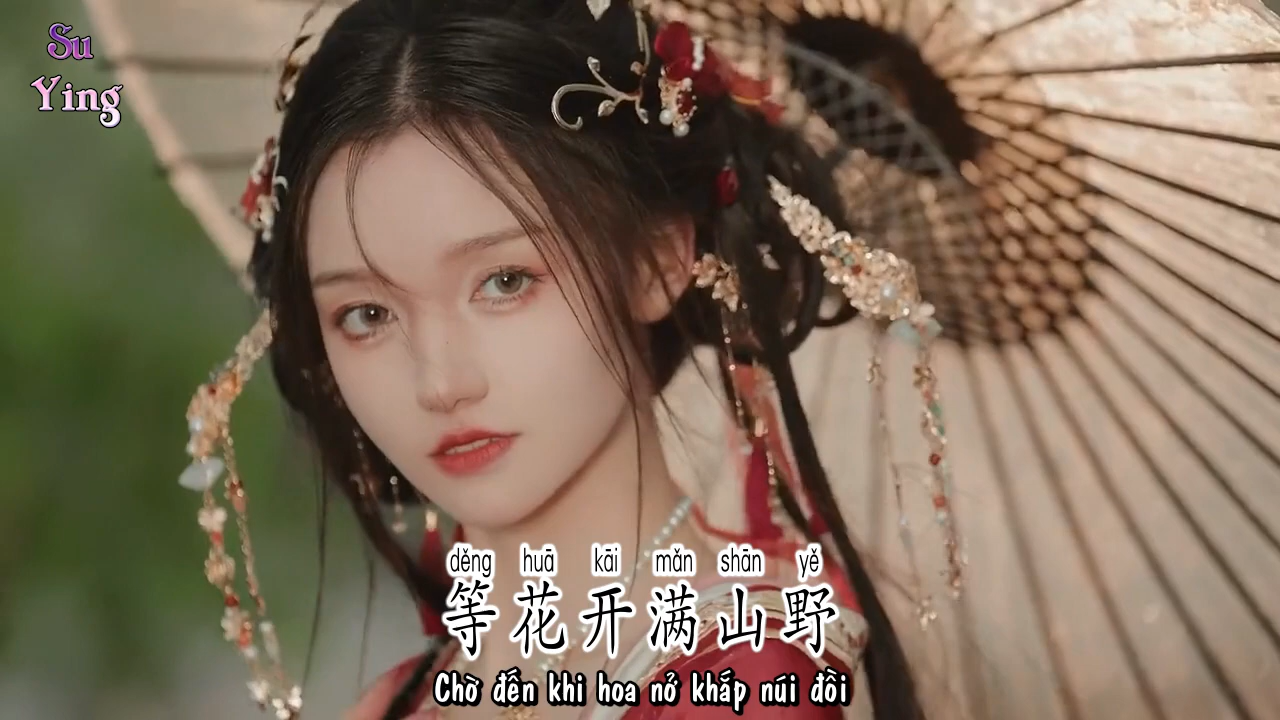 Su
Ying
děng huā kāi mǎn shān yě
等花开满山野
Chờ đến khi hoa nở khắp núi đồi